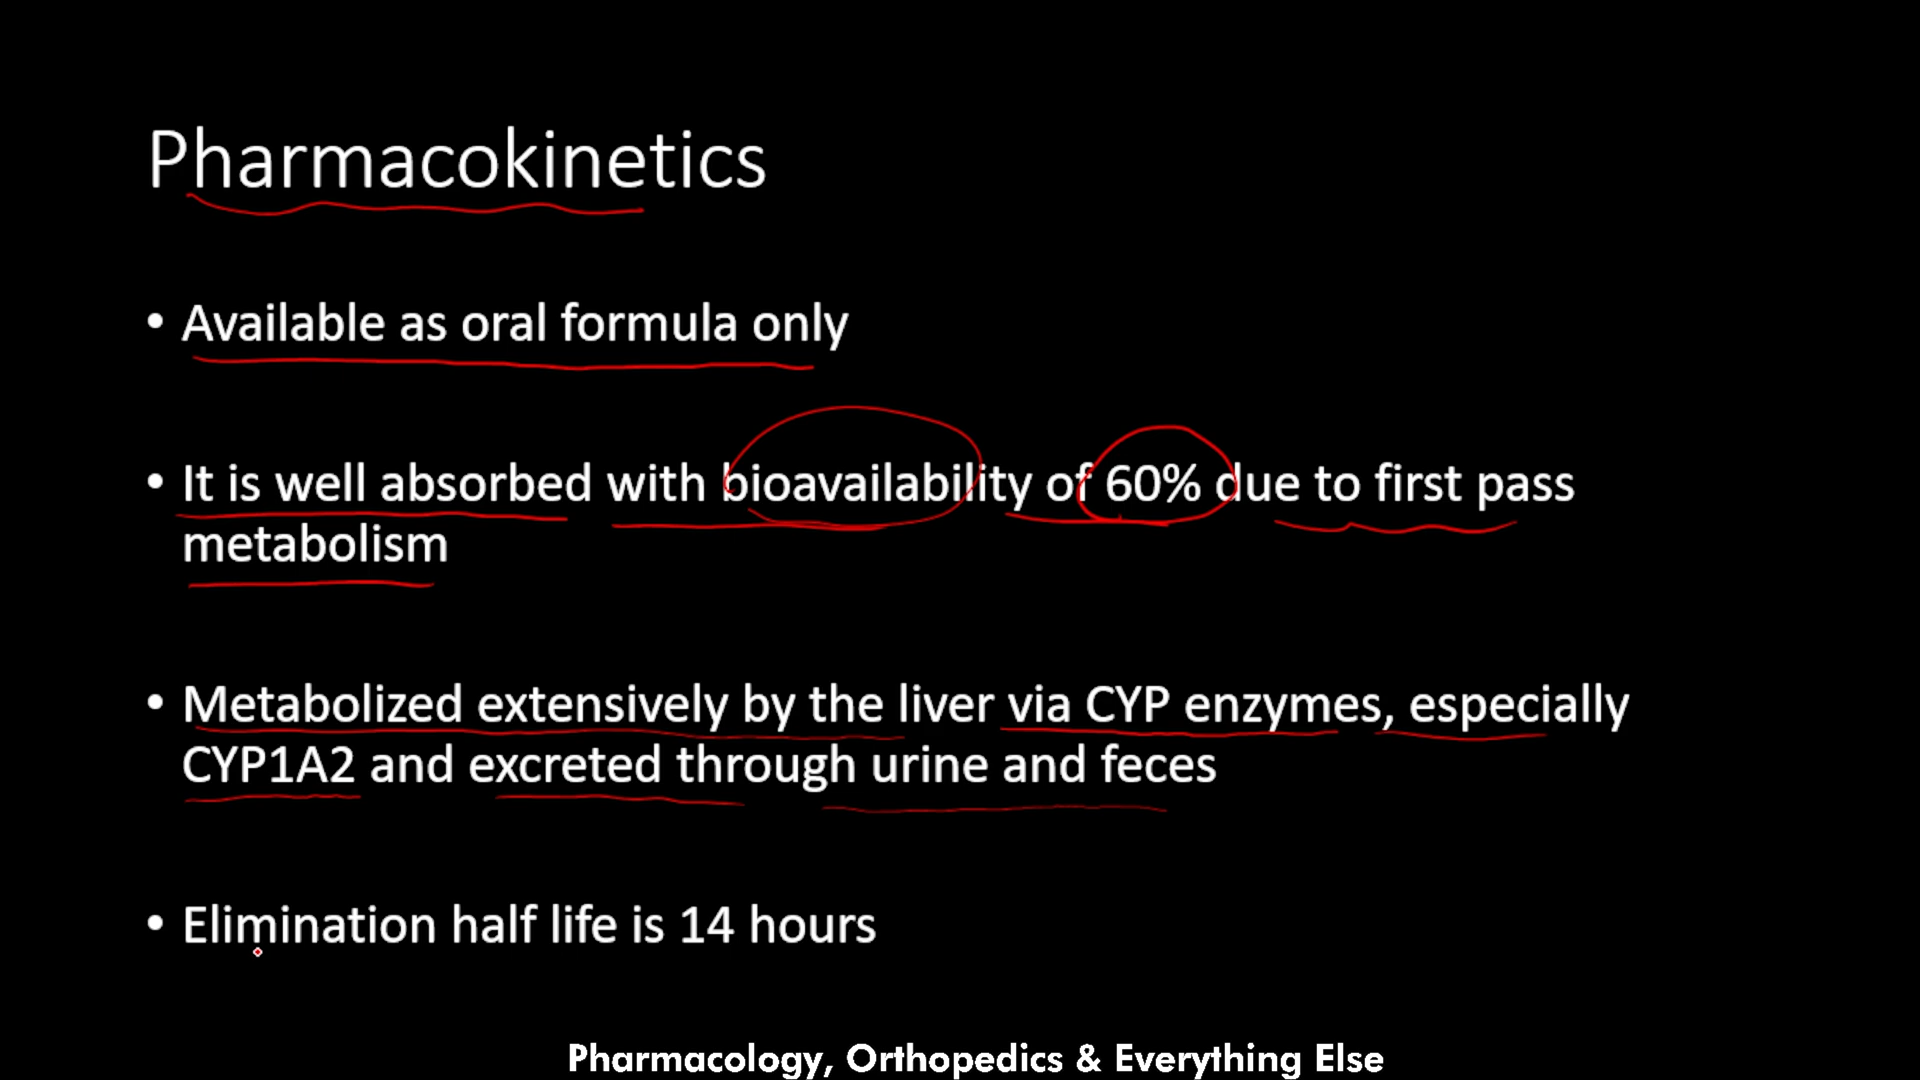 Pharmacokinetics
• Available as oral formula only
• It is well absorbed with bioavailability of 60% due to first pass
metabolism
• Metabolized extensively by the liver via CYP enzymes, especially
CYP1A2 and excreted through urine and feces
• Elimination half life is 14 hours
Pharmacology, Orthopedics & Everything Else